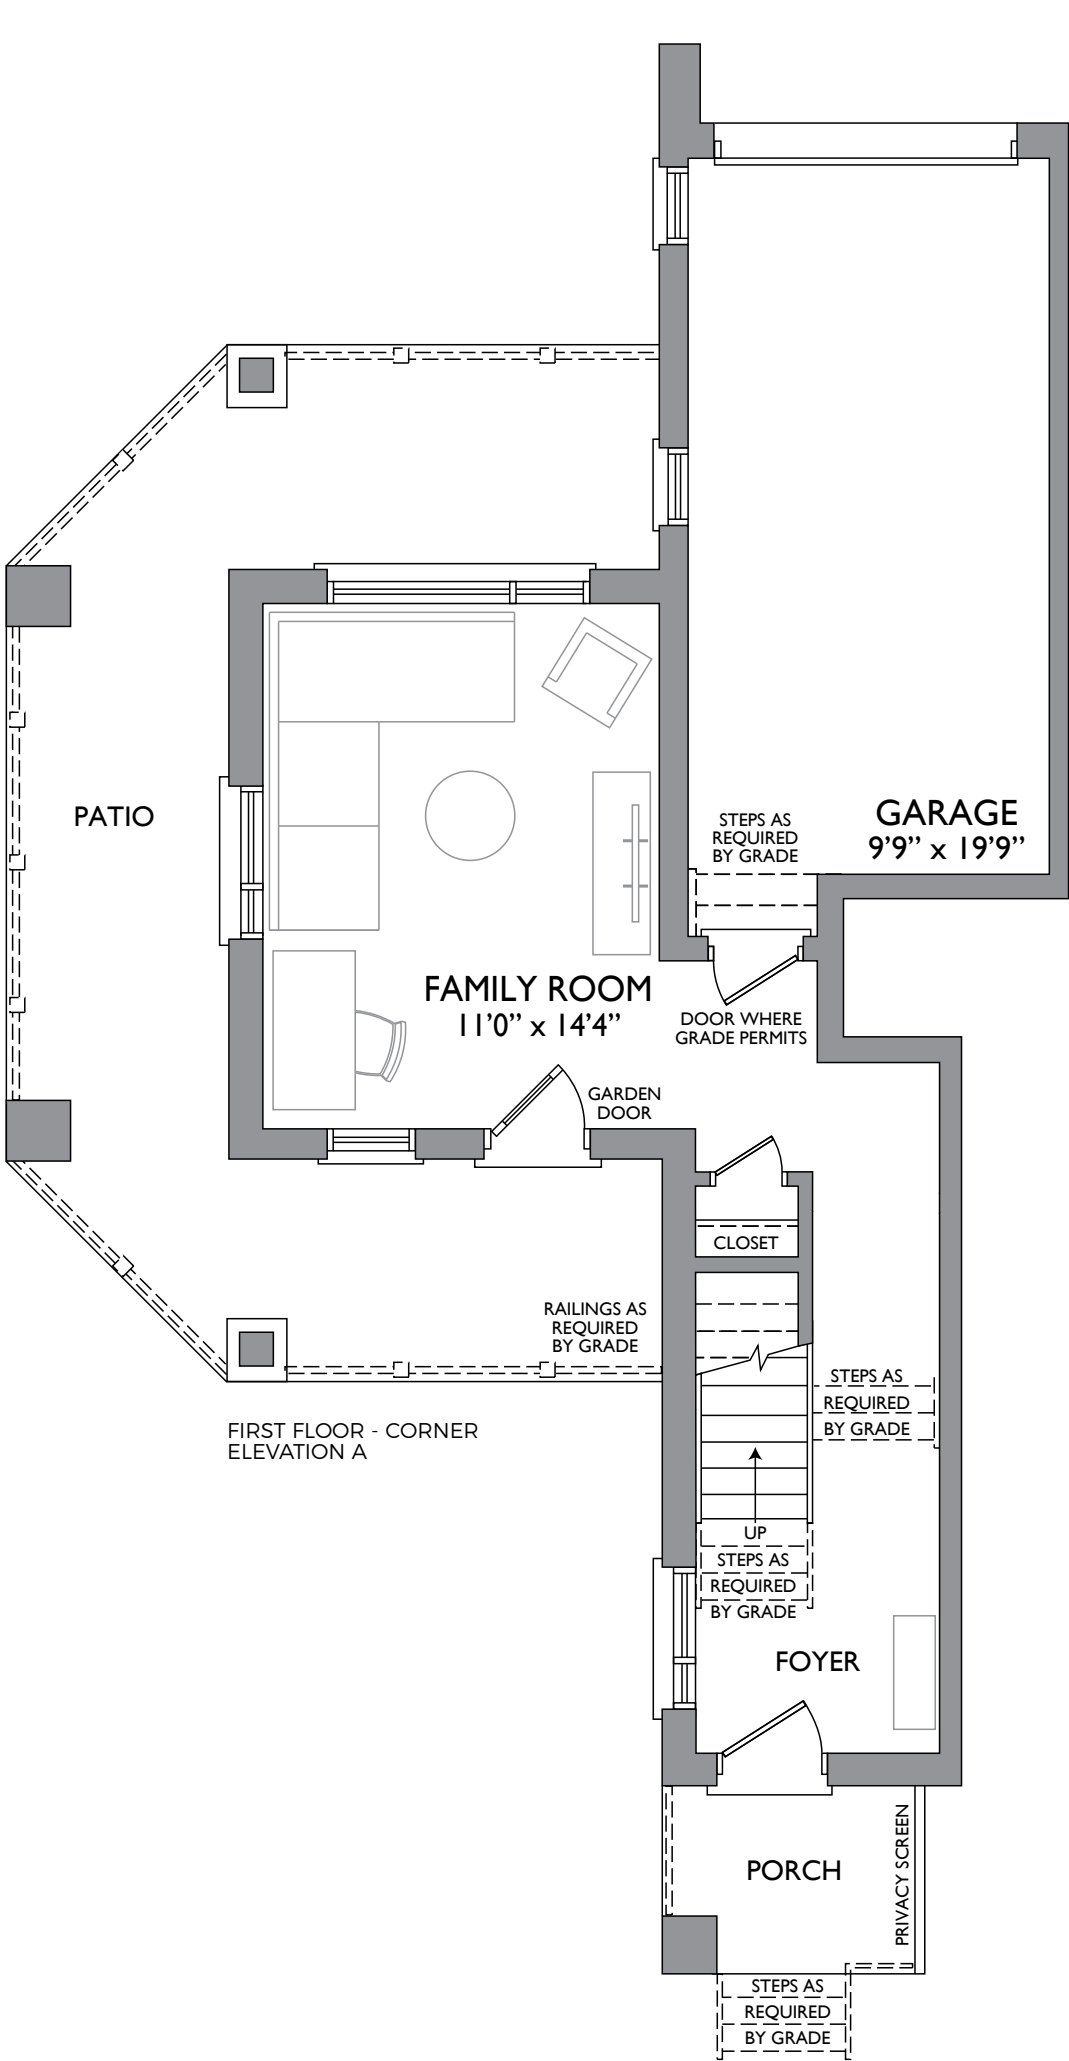 GARAGE
9'9" x 19'9"
STEPS AS
REQUIRED
BY GRADE
PATIO
FAMILY ROOM
11'0" x 14'4"
DOOR WHERE
GRADE PERMITS
GARDEN
DOOR
CLOSET
RAILINGS AS
REQUIRED
BY GRADE
STEPS AS
REQUIRED
BY GRADE
FIRST FLOOR - CORNER
ELEVATION A
UP
STEPS AS
REQUIRED
BY GRADE
FOYER
PORCH
PRIVACY SCREEN
STEPS AS
REQUIRED
BY GRADE